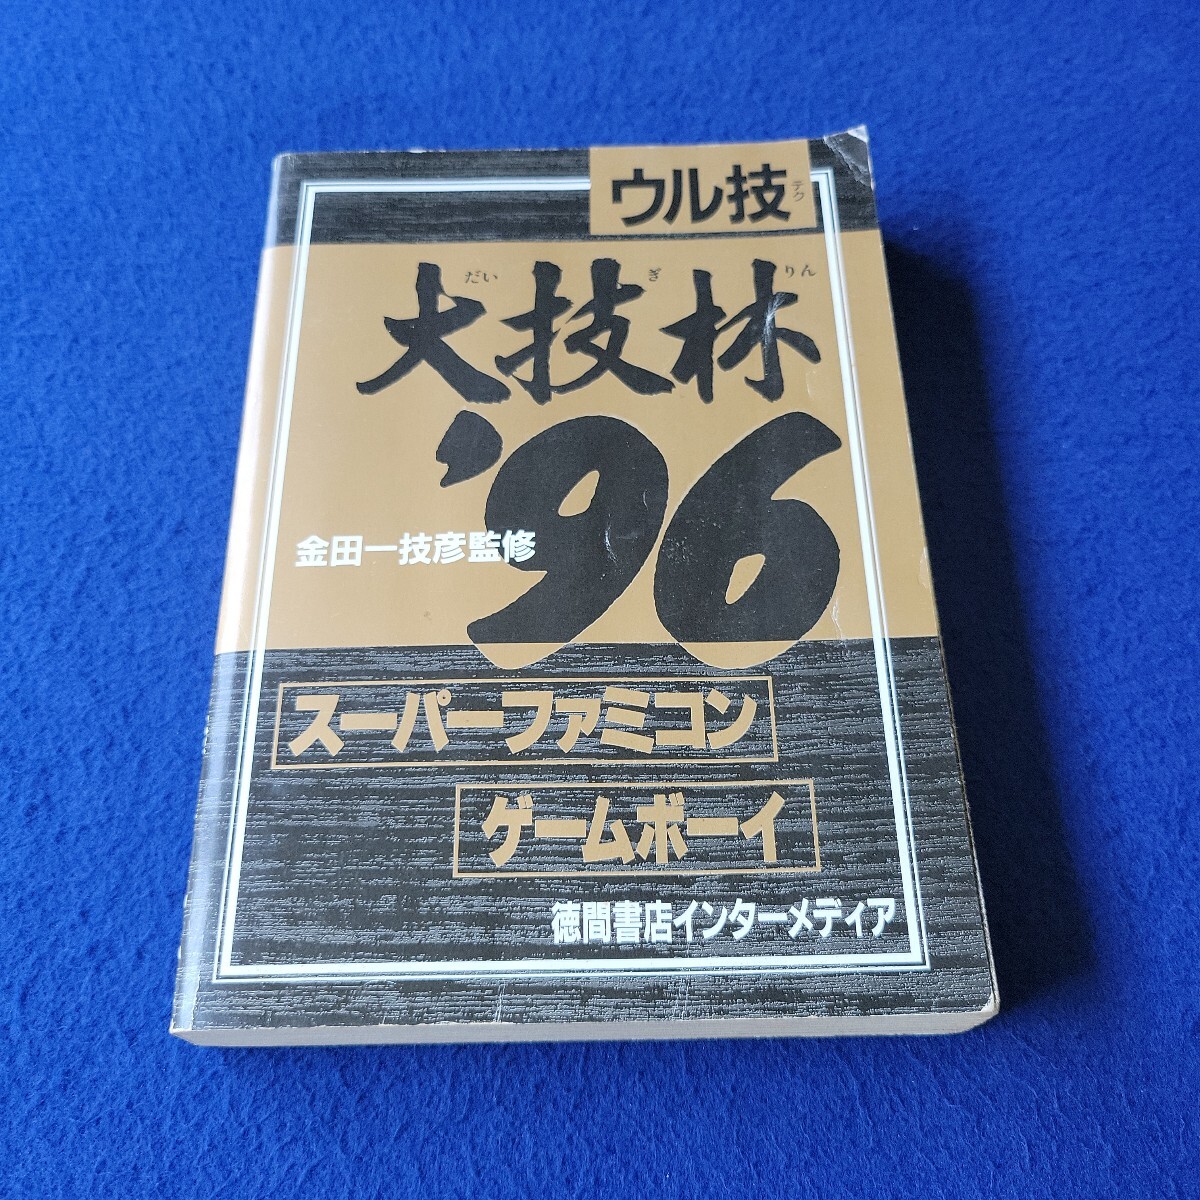 ウル技
テク
だいぎりん
大技林
'96
金田一技彦監修
スーパーファミコン
ゲームボーイ
徳間書店インターメディア